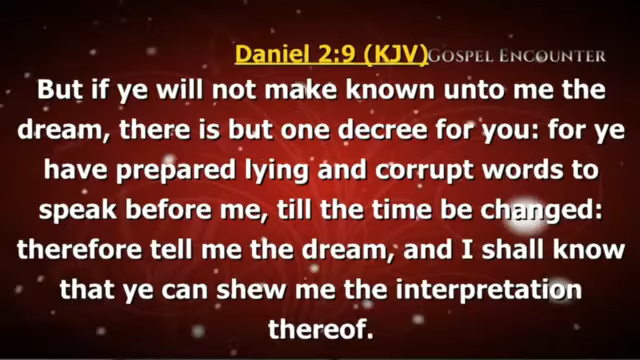 Daniel 2:9 (KJV) GOSPEL ENCOUNTER
But if ye will not make known unto me the
dream, there is but one decree for you: for ye
have prepared lying and corrupt words to
speak before me, till the time be changed:
therefore tell me the dream, and I shall know
that ye can shew me the interpretation
thereof.